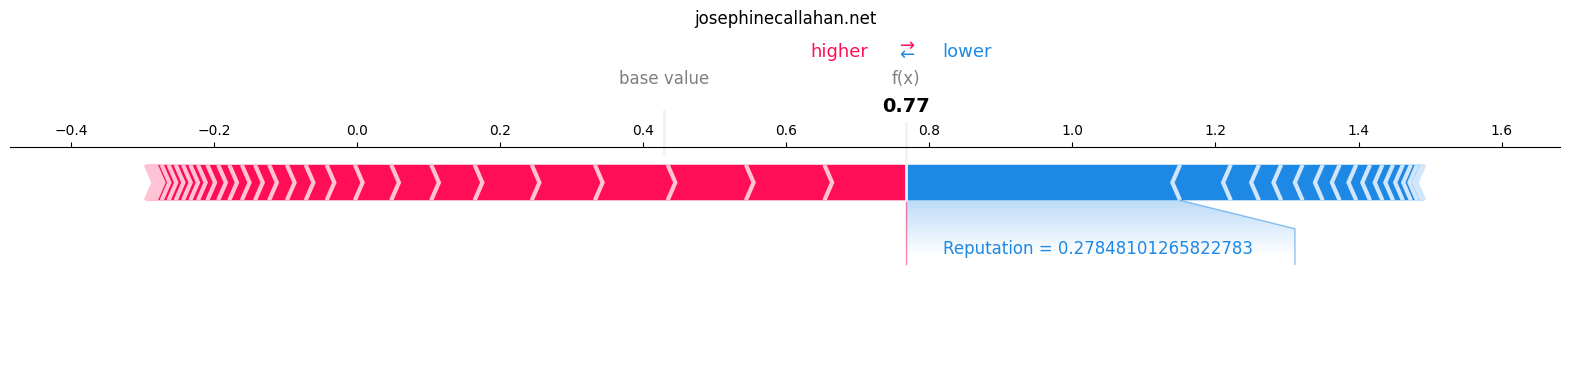 josephinecallahan.net
higher ⇄ lower
base value f(x)
0.77
−0.4 −0.2 0.0 0.2 0.4 0.6 0.8 1.0 1.2 1.4 1.6
Reputation = 0.27848101265822783